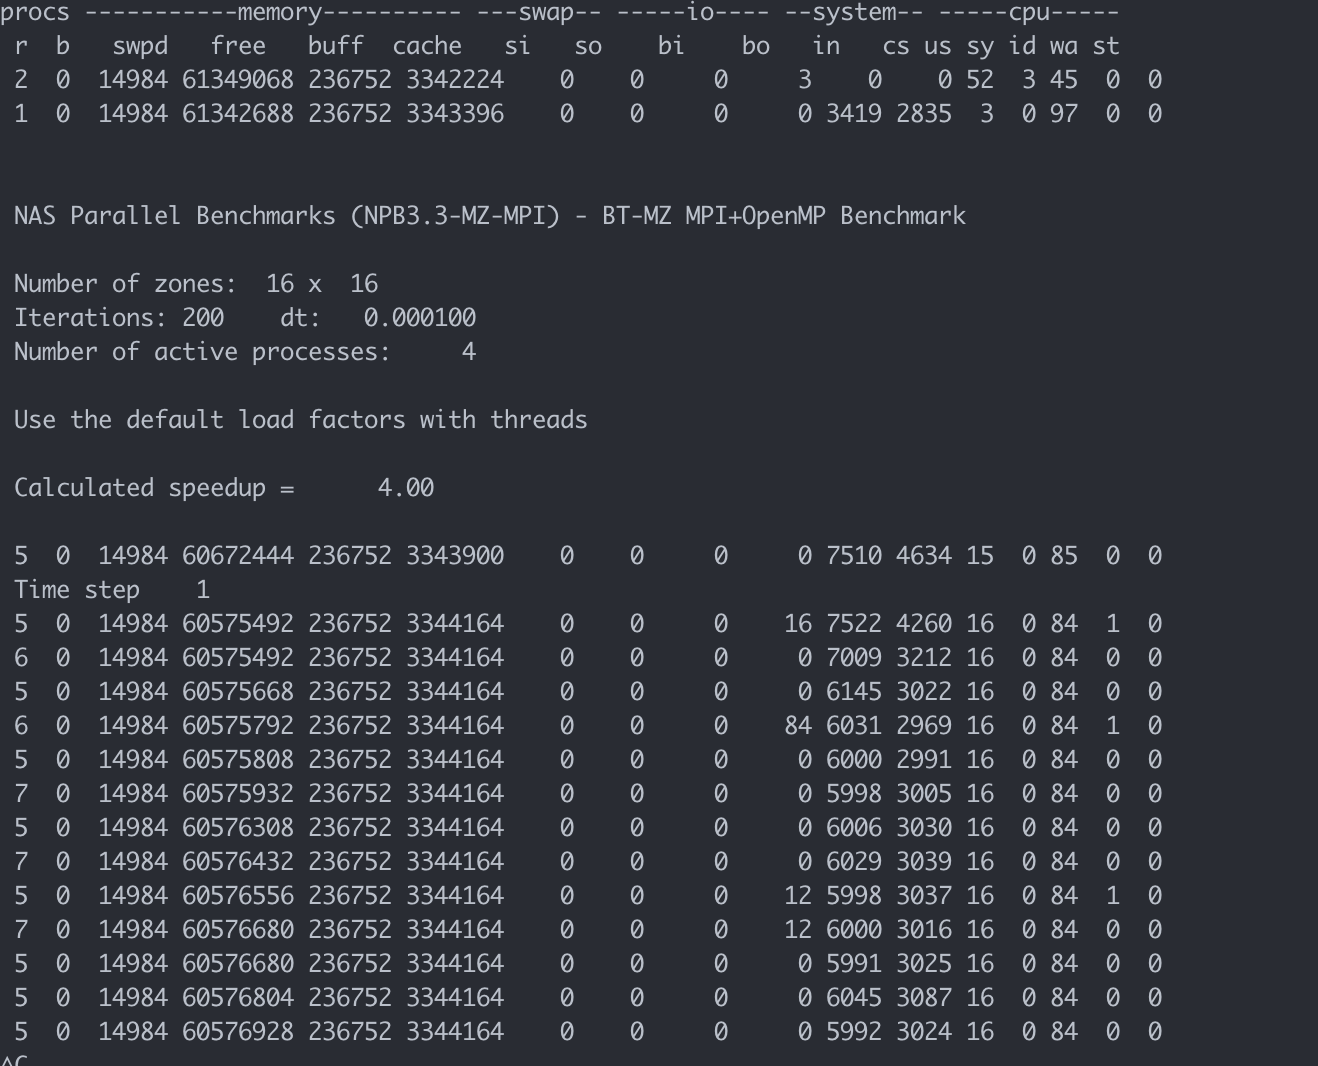 procs -----------memory---------- ---swap-- -----io---- --system-- -----cpu-----
 r  b   swpd   free   buff  cache   si   so    bi    bo   in   cs us sy id wa st
 2  0  14984 61349068 236752 3342224    0    0     0     3    0    0 52  3 45  0  0
 1  0  14984 61342688 236752 3343396    0    0     0     0 3419 2835  3  0 97  0  0
 NAS Parallel Benchmarks (NPB3.3-MZ-MPI) - BT-MZ MPI+OpenMP Benchmark
 Number of zones:  16 x  16
 Iterations: 200    dt:   0.000100
 Number of active processes:     4
 Use the default load factors with threads
 Calculated speedup =      4.00
 5  0  14984 60672444 236752 3343900    0    0     0     0 7510 4634 15  0 85  0  0
 Time step    1
 5  0  14984 60575492 236752 3344164    0    0     0    16 7522 4260 16  0 84  1  0
 6  0  14984 60575492 236752 3344164    0    0     0     0 7009 3212 16  0 84  0  0
 5  0  14984 60575668 236752 3344164    0    0     0     0 6145 3022 16  0 84  0  0
 6  0  14984 60575792 236752 3344164    0    0     0    84 6031 2969 16  0 84  1  0
 5  0  14984 60575808 236752 3344164    0    0     0     0 6000 2991 16  0 84  0  0
 7  0  14984 60575932 236752 3344164    0    0     0     0 5998 3005 16  0 84  0  0
 5  0  14984 60576308 236752 3344164    0    0     0     0 6006 3030 16  0 84  0  0
 7  0  14984 60576432 236752 3344164    0    0     0     0 6029 3039 16  0 84  0  0
 5  0  14984 60576556 236752 3344164    0    0     0    12 5998 3037 16  0 84  1  0
 7  0  14984 60576680 236752 3344164    0    0     0    12 6000 3016 16  0 84  0  0
 5  0  14984 60576680 236752 3344164    0    0     0     0 5991 3025 16  0 84  0  0
 5  0  14984 60576804 236752 3344164    0    0     0     0 6045 3087 16  0 84  0  0
 5  0  14984 60576928 236752 3344164    0    0     0     0 5992 3024 16  0 84  0  0
^C